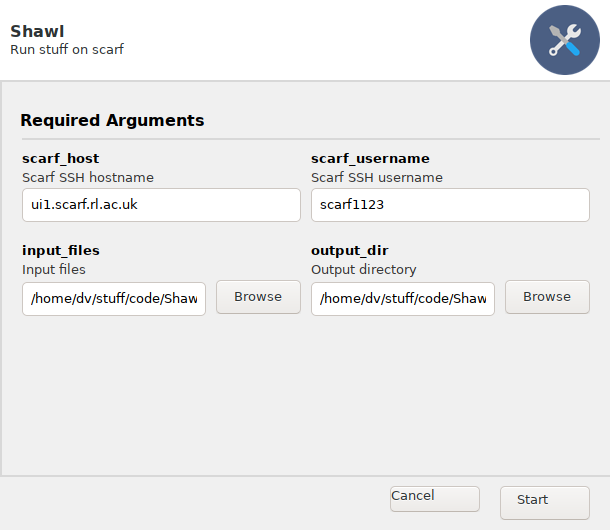 Shawl
Run stuff on scarf
Required Arguments
scarf_host
Scarf SSH hostname
ui1.scarf.rl.ac.uk
scarf_username
Scarf SSH username
scarf1123
input_files
Input files
/home/dv/stuff/code/Shaw
Browse
output_dir
Output directory
/home/dv/stuff/code/Shaw
Browse
Cancel
Start